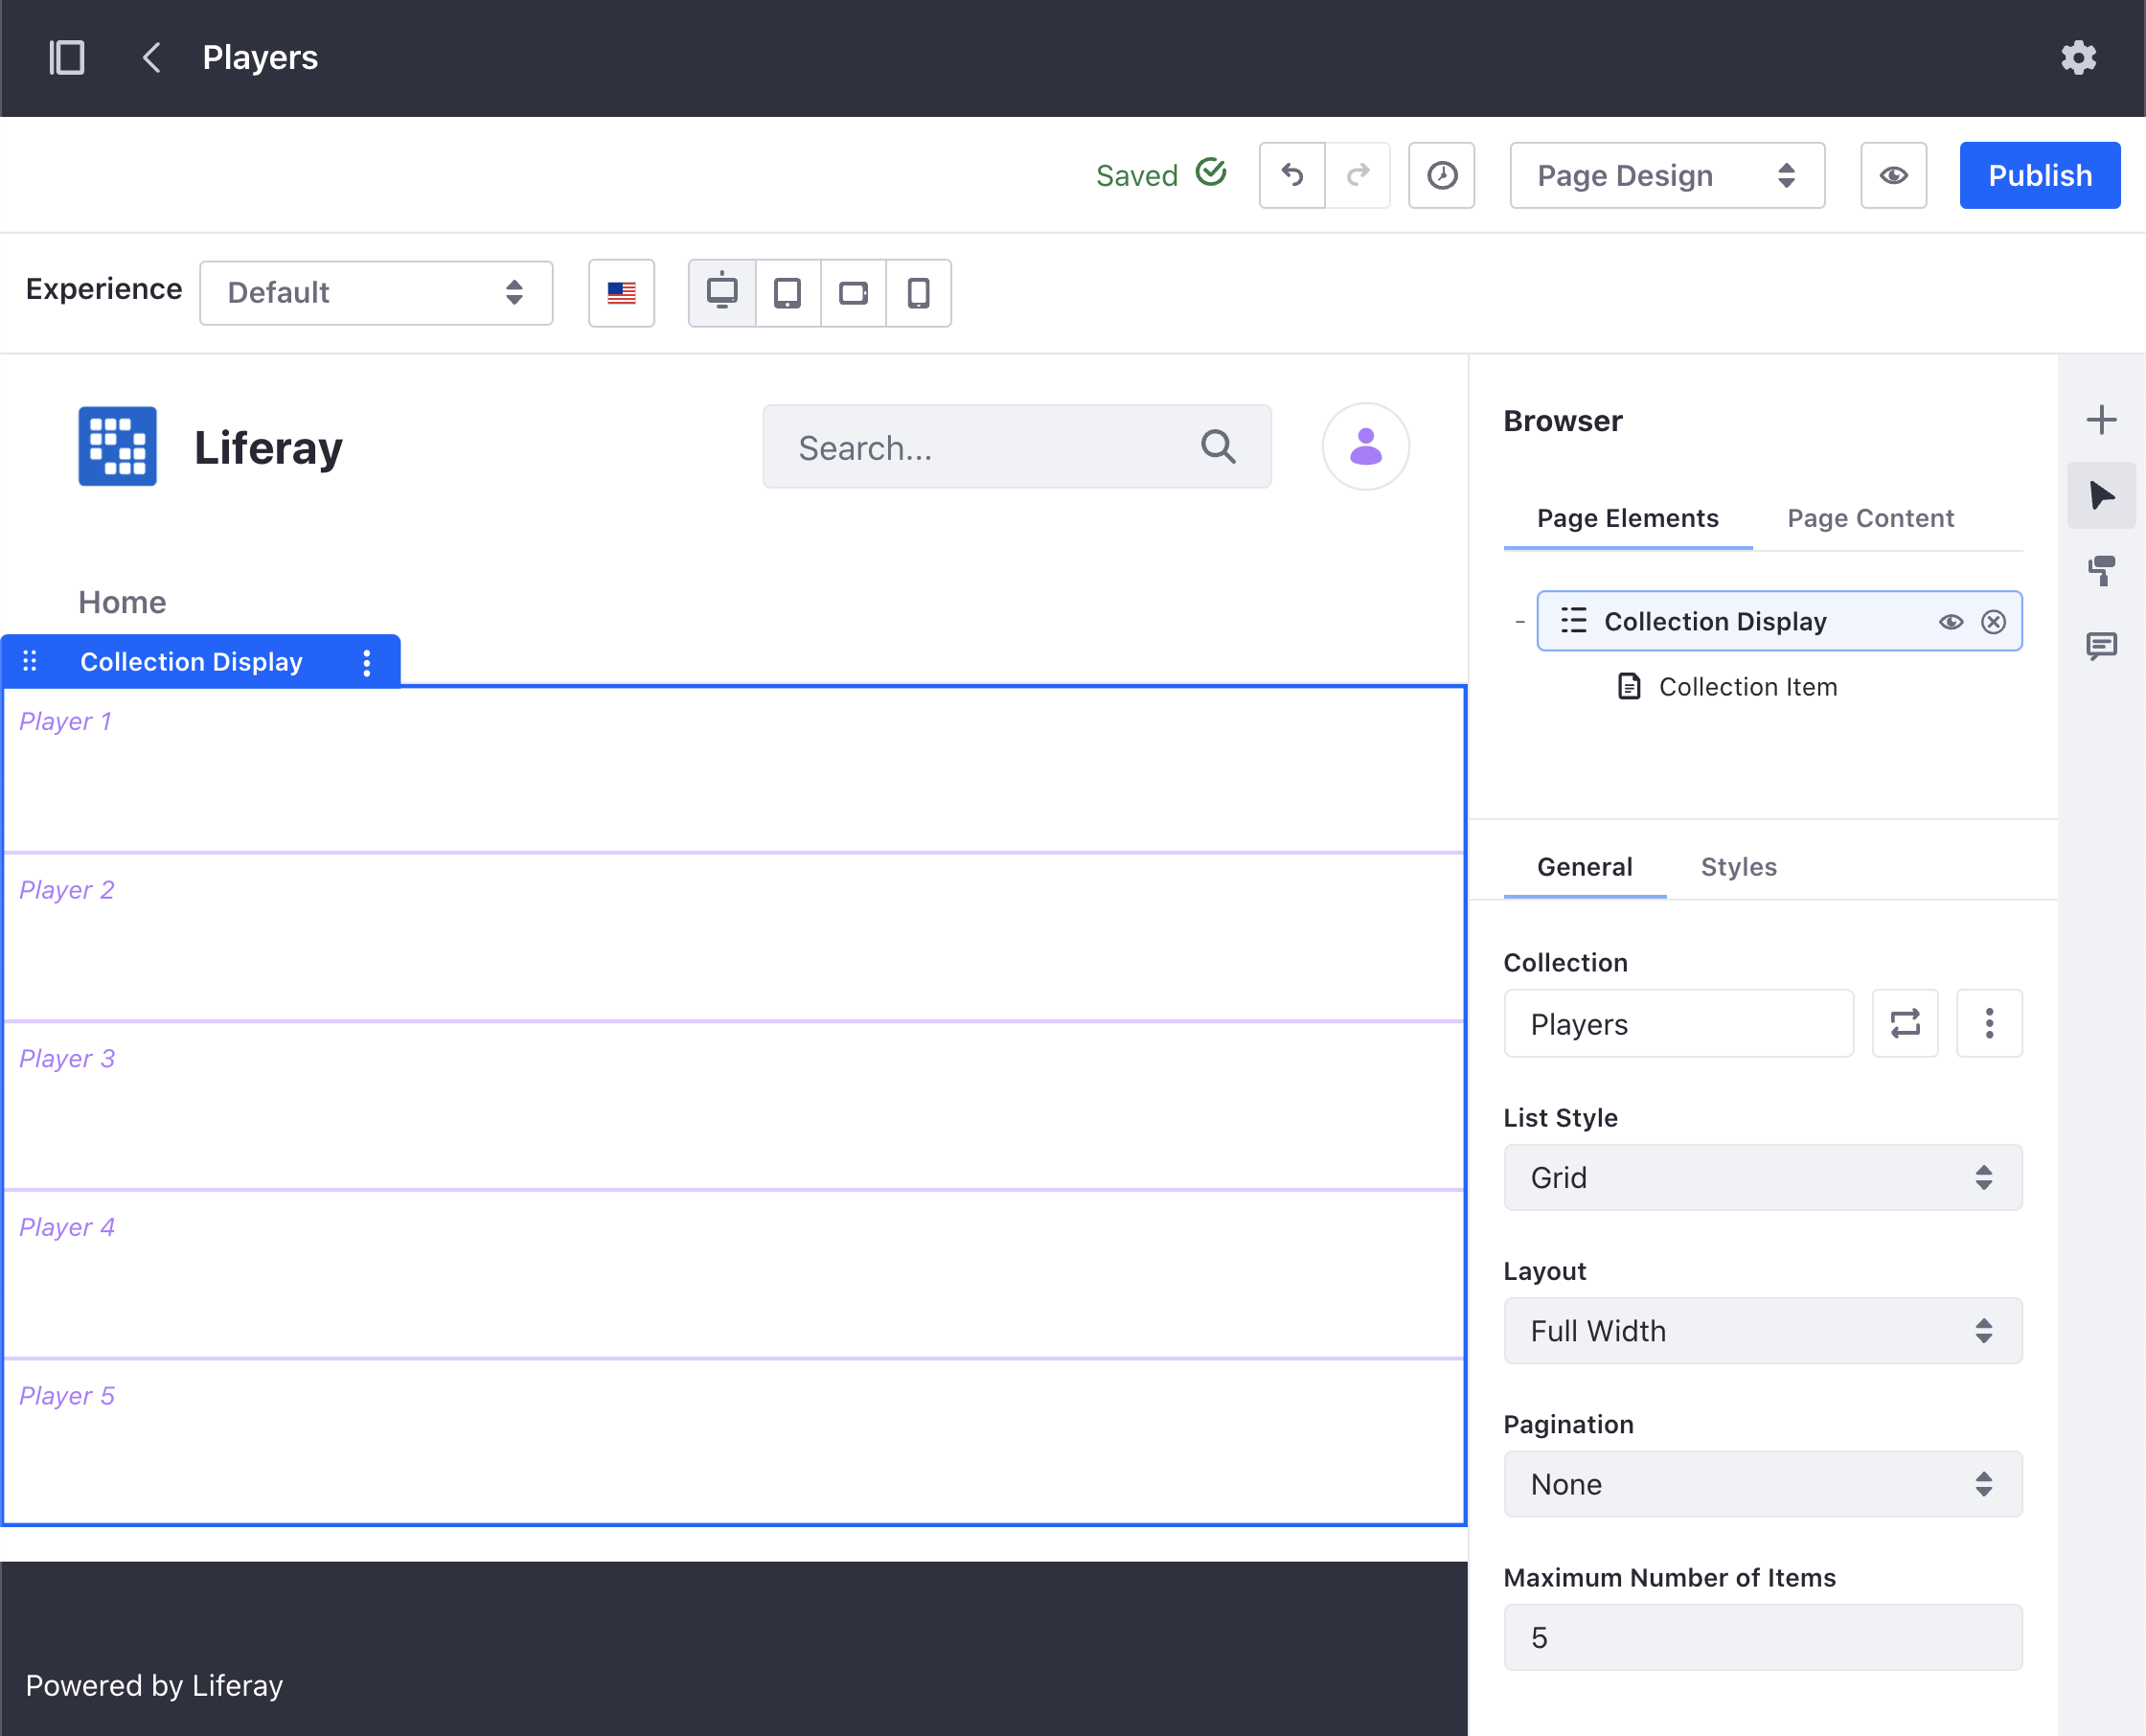 Players
Saved
Page Design
Publish
Experience
Default
Liferay
Search...
Home
Collection Display
Player 1
Player 2
Player 3
Player 4
Player 5
Powered by Liferay
Browser
Page Elements
Page Content
Collection Display
Collection Item
General
Styles
Collection
Players
List Style
Grid
Layout
Full Width
Pagination
None
Maximum Number of Items
5